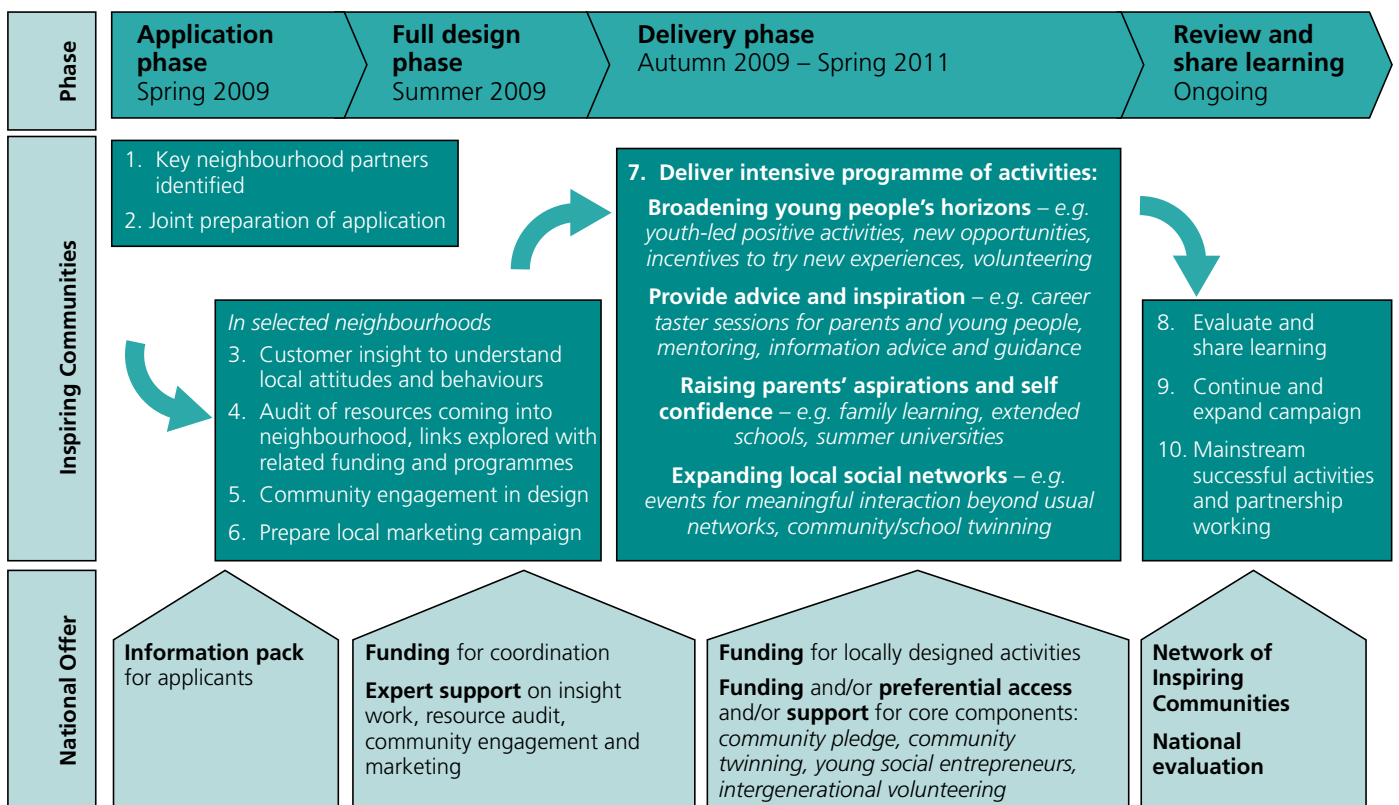 Phase
Application
phase
Spring 2009
Full design
phase
Summer 2009
Delivery phase
Autumn 2009 – Spring 2011
Review and
share learning
Ongoing
Inspiring Communities
1. Key neighbourhood partners
identified
2. Joint preparation of application
In selected neighbourhoods
3. Customer insight to understand
local attitudes and behaviours
4. Audit of resources coming into
neighbourhood, links explored with
related funding and programmes
5. Community engagement in design
6. Prepare local marketing campaign
7. Deliver intensive programme of activities:
Broadening young people’s horizons – e.g.
youth-led positive activities, new opportunities,
incentives to try new experiences, volunteering
Provide advice and inspiration – e.g. career
taster sessions for parents and young people,
mentoring, information advice and guidance
Raising parents’ aspirations and self
confidence – e.g. family learning, extended
schools, summer universities
Expanding local social networks – e.g.
events for meaningful interaction beyond usual
networks, community/school twinning
8. Evaluate and
share learning
9. Continue and
expand campaign
10. Mainstream
successful activities
and partnership
working
National Offer
Information pack
for applicants
Funding for coordination
Expert support on insight
work, resource audit,
community engagement and
marketing
Funding for locally designed activities
Funding and/or preferential access
and/or support for core components:
community pledge, community
twinning, young social entrepreneurs,
intergenerational volunteering
Network of
Inspiring
Communities
National
evaluation